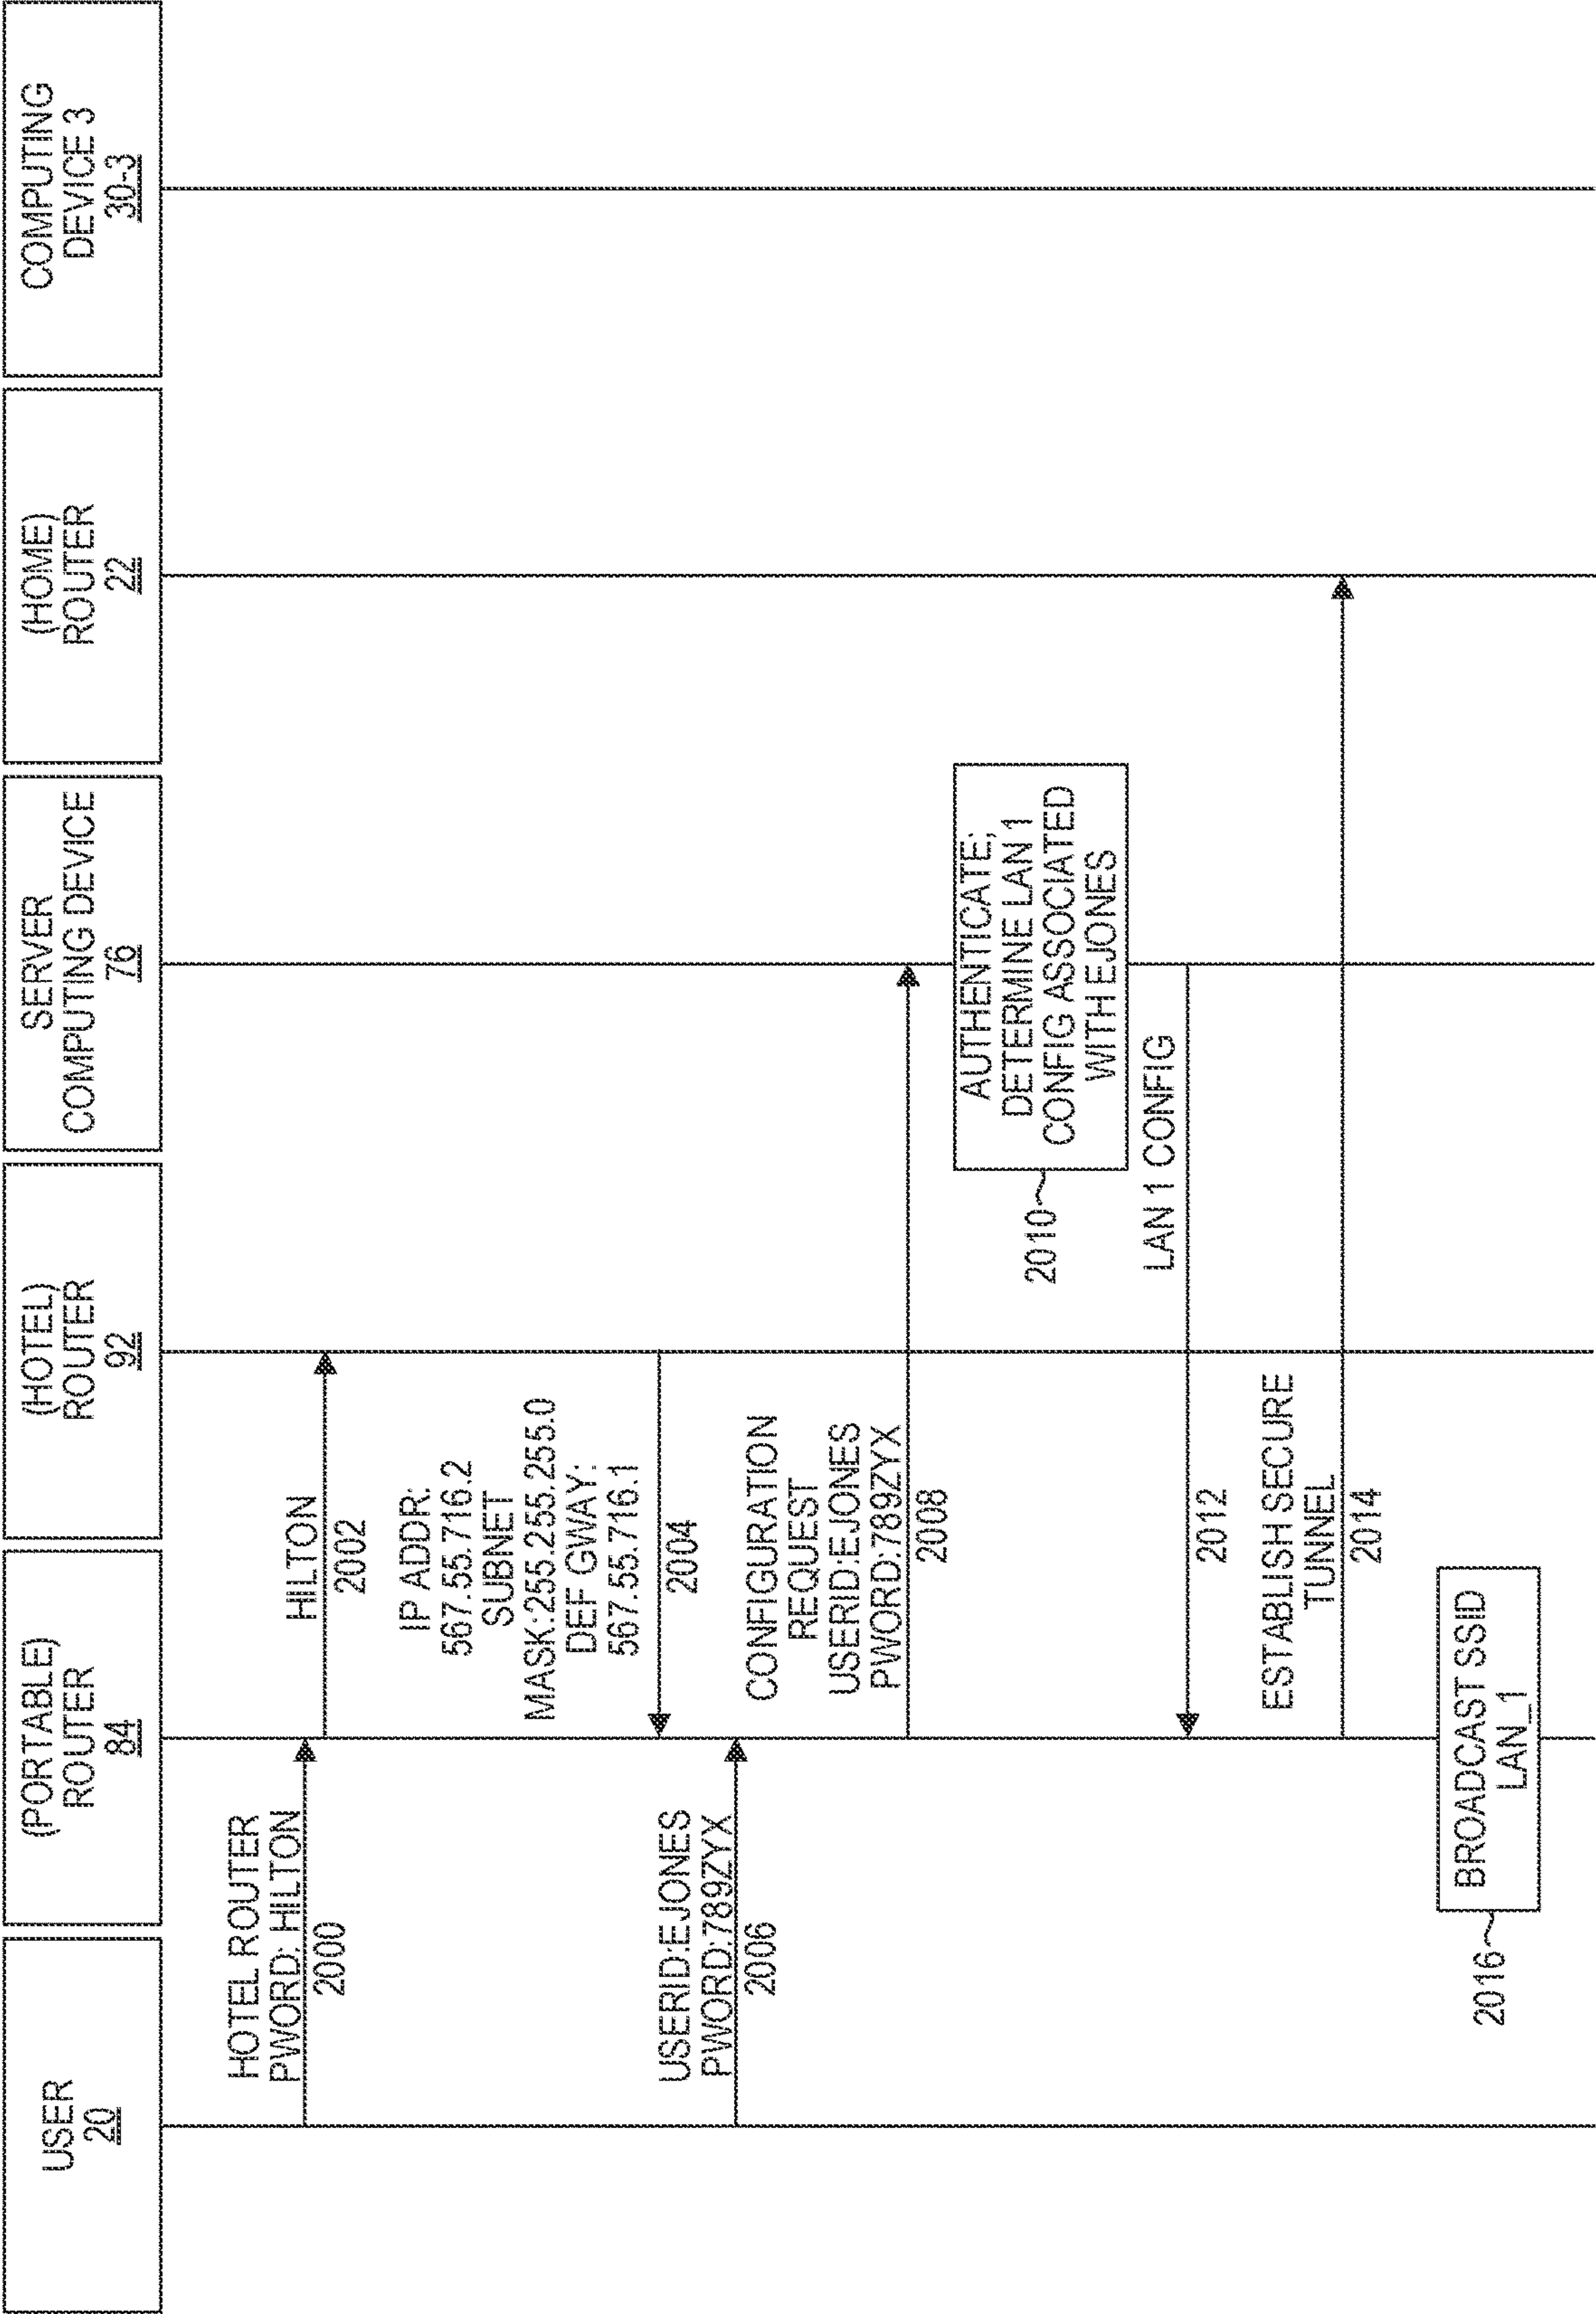 USER
20
(PORTABLE)
ROUTER
84
(HOTEL)
ROUTER
92
SERVER
COMPUTING DEVICE
76
(HOME)
ROUTER
22
COMPUTING
DEVICE 3
30-3
HOTEL ROUTER
PWORD: HILTON
2000
HILTON
2002
IP ADDR:
567.55.716.2
SUBNET
MASK:255.255.255.0
DEF GWAY:
567.55.716.1
2004
USERID:EJONES
PWORD:789ZYX
2006
CONFIGURATION
REQUEST
USERID:EJONES
PWORD:789ZYX
2008
AUTHENTICATE;
DETERMINE LAN 1
CONFIG ASSOCIATED
WITH EJONES
2010
LAN 1 CONFIG
2012
ESTABLISH SECURE
TUNNEL
2014
BROADCAST SSID
LAN_1
2016